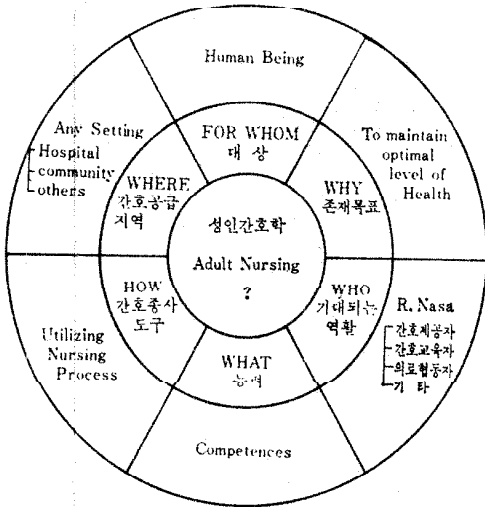 Human Being
FOR WHOM
대 상
Any Setting
Hospital
community
others
WHERE
간호공급
지역
To maintain
optimal
level of
Health
WHY
존재목표
성인간호학
Adult Nursing
?
HOW
간호종사
도구
WHO
기대되는
역활
Utilizing
Nursing
Process
R. Nasa
간호제공자
간호교육자
의료협동자
기 타
WHAT
능력
Competences